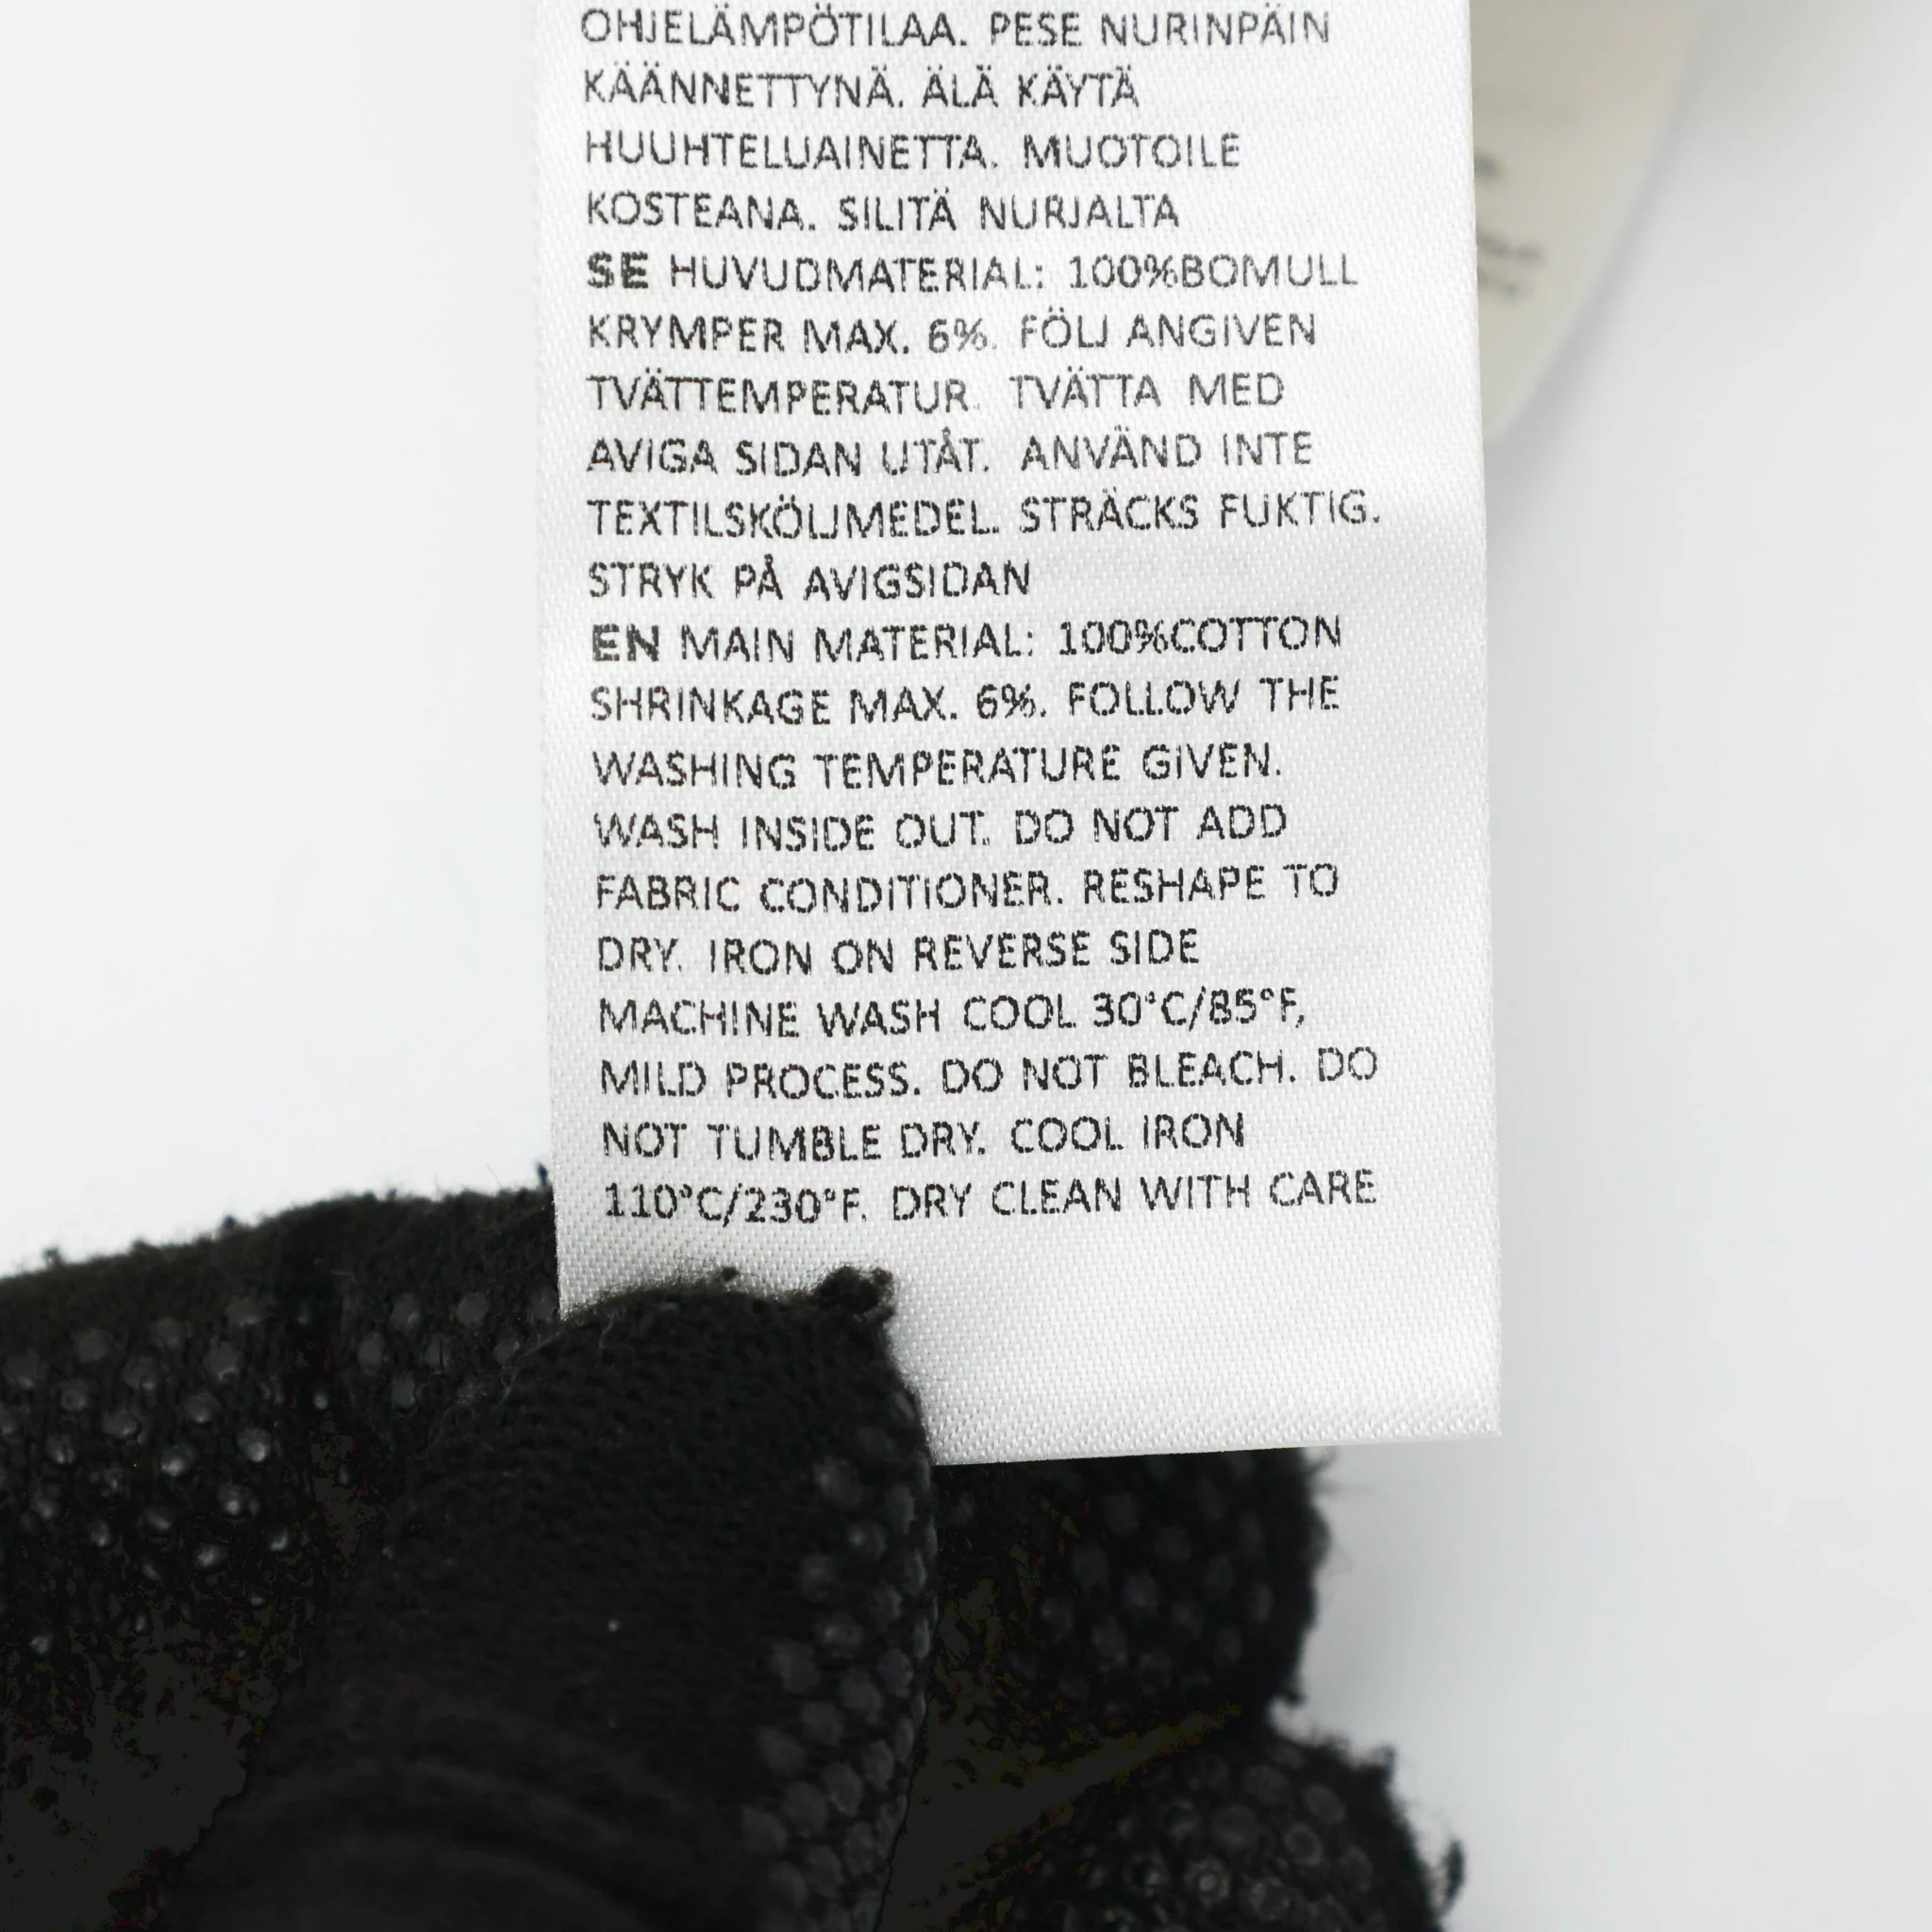 OHJELÄMPÖTILAA. PESE NURINPÄIN
KÄÄNNETTYNÄ. ÄLÄ KÄYTÄ
HUUHTELUAINETTA. MUOTOILE
KOSTEANA. SILITÄ NURJALTA
SE HUVUDMATERIAL: 100%BOMULL
KRYMPER MAX. 6%. FÖLJ ANGIVEN
TVÄTTEMPERATUR. TVÄTTA MED
AVIGA SIDAN UTÅT. ANVÄND INTE
TEXTILSKÖLJMEDEL. STRÄCKS FUKTIG.
STRYK PÅ AVIGSIDAN
EN MAIN MATERIAL: 100%COTTON
SHRINKAGE MAX. 6%. FOLLOW THE
WASHING TEMPERATURE GIVEN.
WASH INSIDE OUT. DO NOT ADD
FABRIC CONDITIONER. RESHAPE TO
DRY. IRON ON REVERSE SIDE
MACHINE WASH COOL 30°C/85°F,
MILD PROCESS. DO NOT BLEACH. DO
NOT TUMBLE DRY. COOL IRON
110°C/230°F. DRY CLEAN WITH CARE